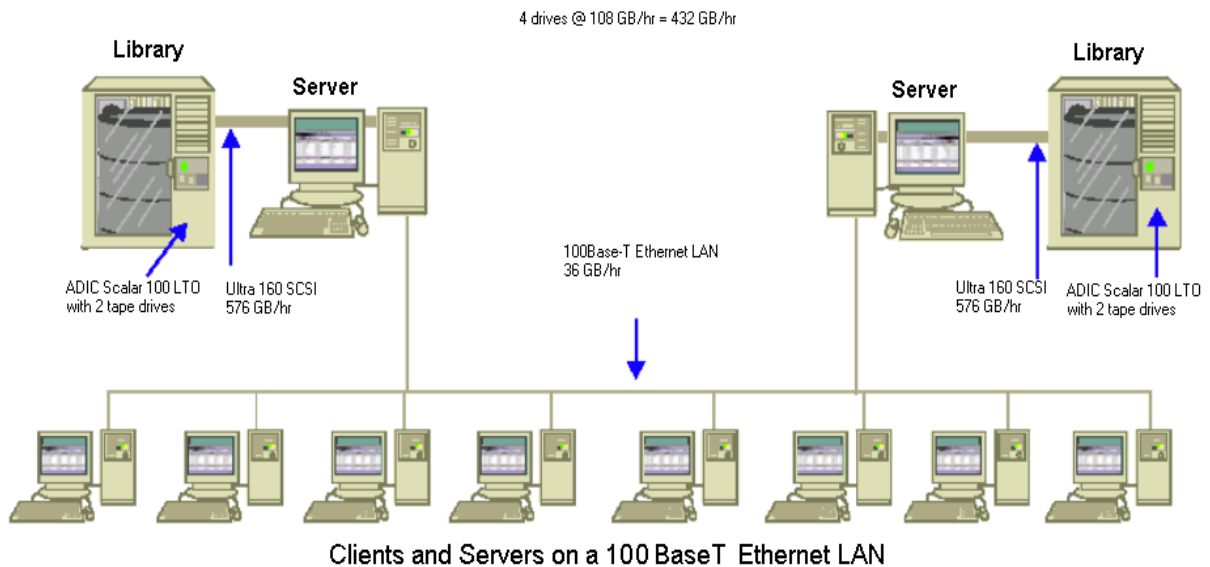 4 drives @ 108 GB/hr = 432 GB/hr
Library
Server
Server
Library
ADIC Scalar 100 LTO
with 2 tape drives
Ultra 160 SCSI
576 GB/hr
100Base-T Ethernet LAN
36 GB/hr
Ultra 160 SCSI
576 GB/hr
ADIC Scalar 100 LTO
with 2 tape drives
Clients and Servers on a 100 BaseT Ethernet LAN